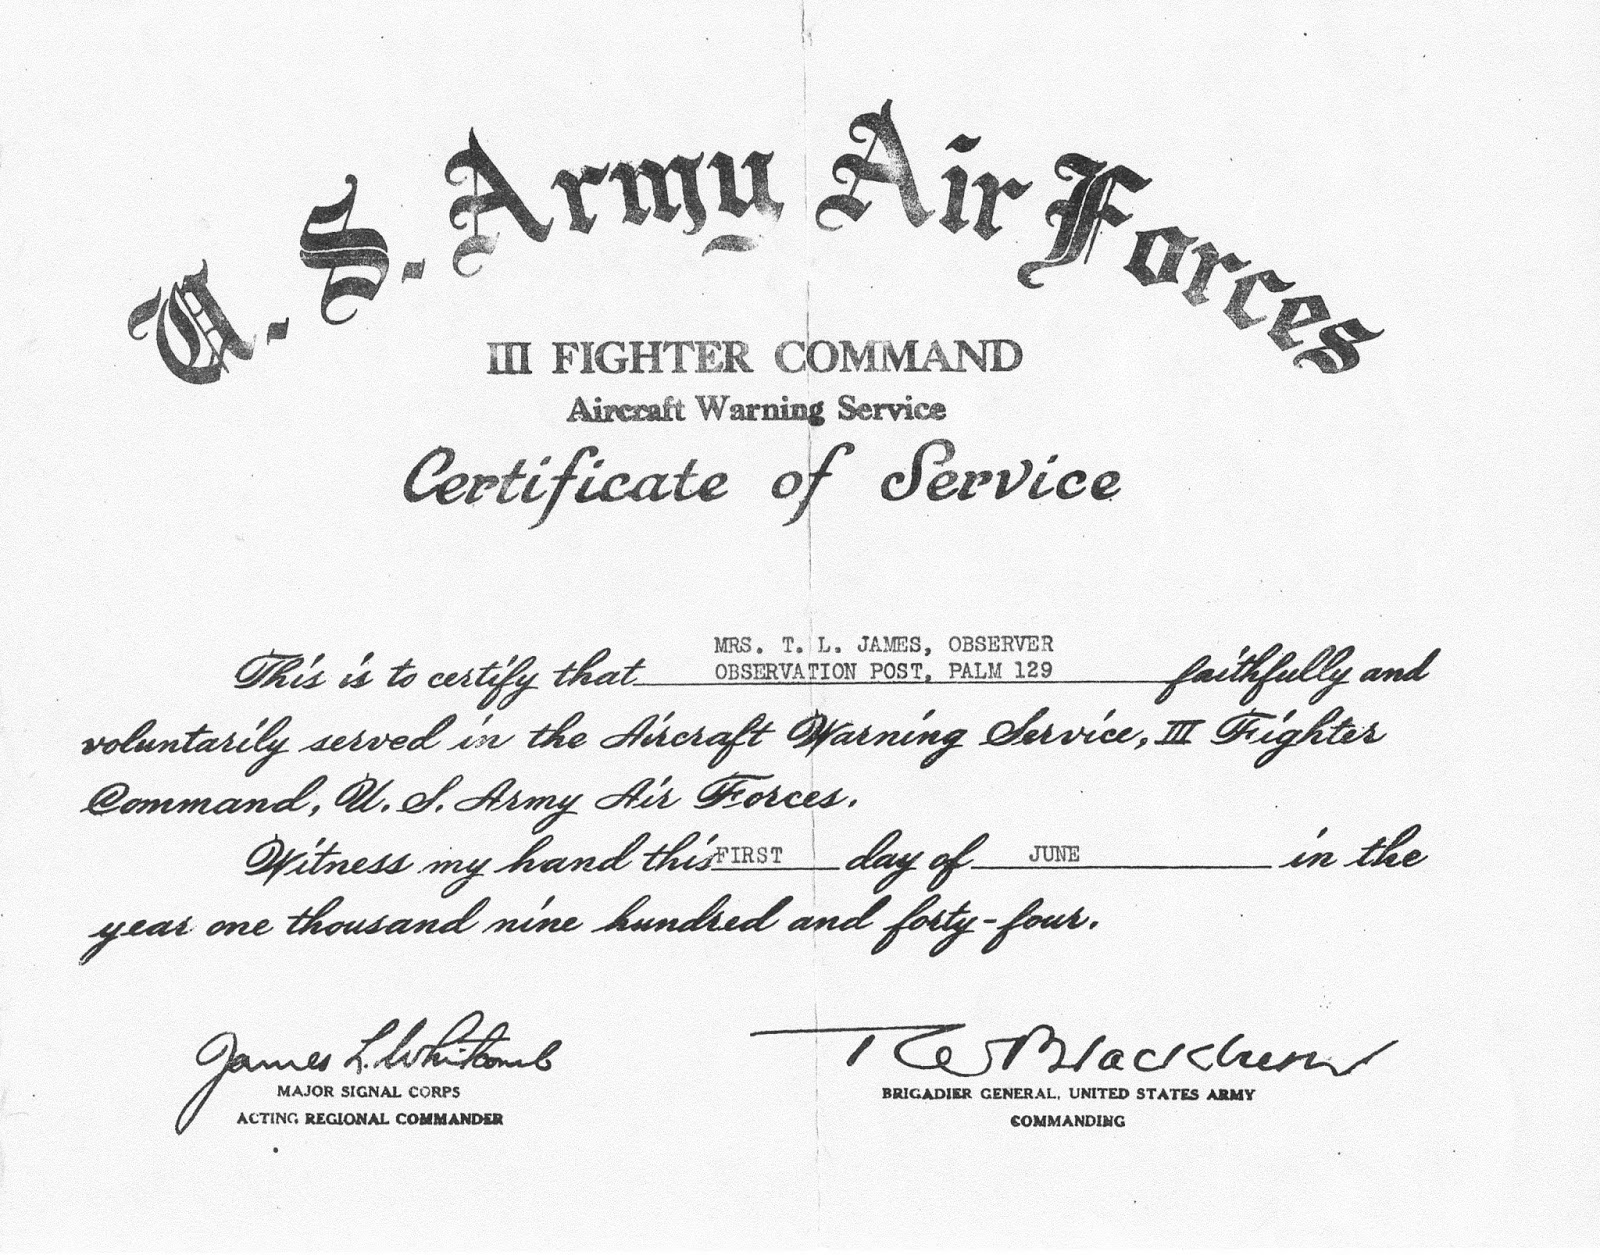 U. S. Army Air Forces
III FIGHTER COMMAND
Aircraft Warning Service
Certificate of Service
MRS. T. L. JAMES, OBSERVER
This is to certify that OBSERVATION POST, PALM 129 faithfully and
voluntarily served in the Aircraft Warning Service, III Fighter
Command, U. S. Army Air Forces.
Witness my hand this FIRST day of JUNE in the
year one thousand nine hundred and forty-four.
James L. Whitcomb
MAJOR SIGNAL CORPS
ACTING REGIONAL COMMANDER
Blackburn
BRIGADIER GENERAL, UNITED STATES ARMY
COMMANDING